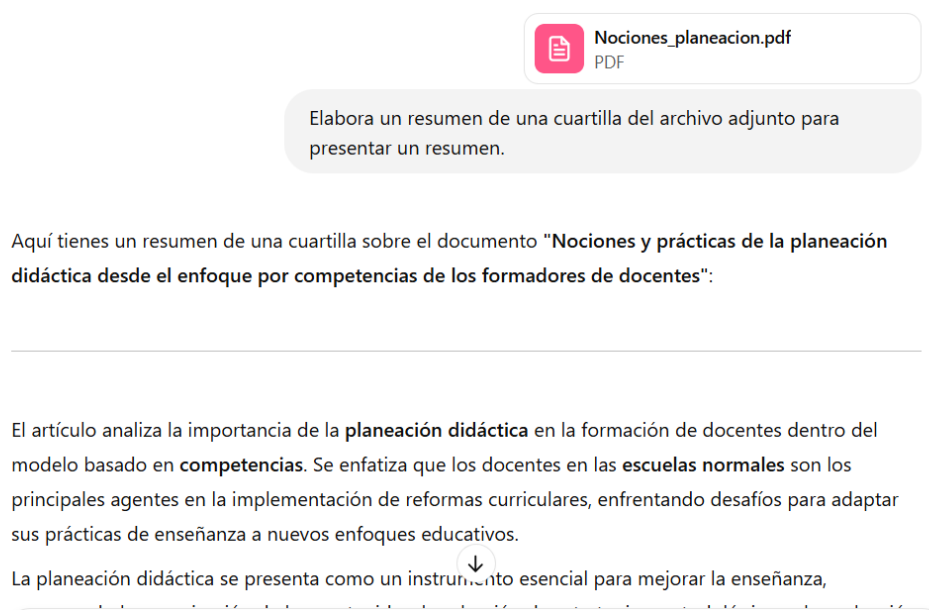 Nociones_planeacion.pdf
PDF
Elabora un resumen de una cuartilla del archivo adjunto para
presentar un resumen.
Aquí tienes un resumen de una cuartilla sobre el documento "Nociones y prácticas de la planeación
didáctica desde el enfoque por competencias de los formadores de docentes":
El artículo analiza la importancia de la planeación didáctica en la formación de docentes dentro del
modelo basado en competencias. Se enfatiza que los docentes en las escuelas normales son los
principales agentes en la implementación de reformas curriculares, enfrentando desafíos para adaptar
sus prácticas de enseñanza a nuevos enfoques educativos.
La planeación didáctica se presenta como un instrumento esencial para mejorar la enseñanza,